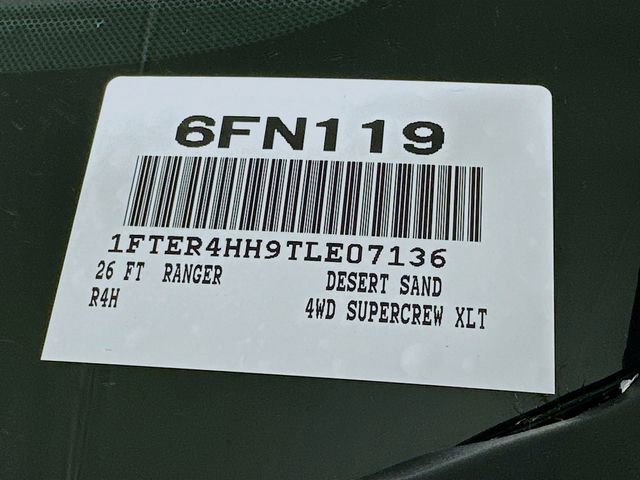 6FN119
1FTER4HH9TLE07136
26 FT RANGER DESERT SAND
R4H 4WD SUPERCREW XLT